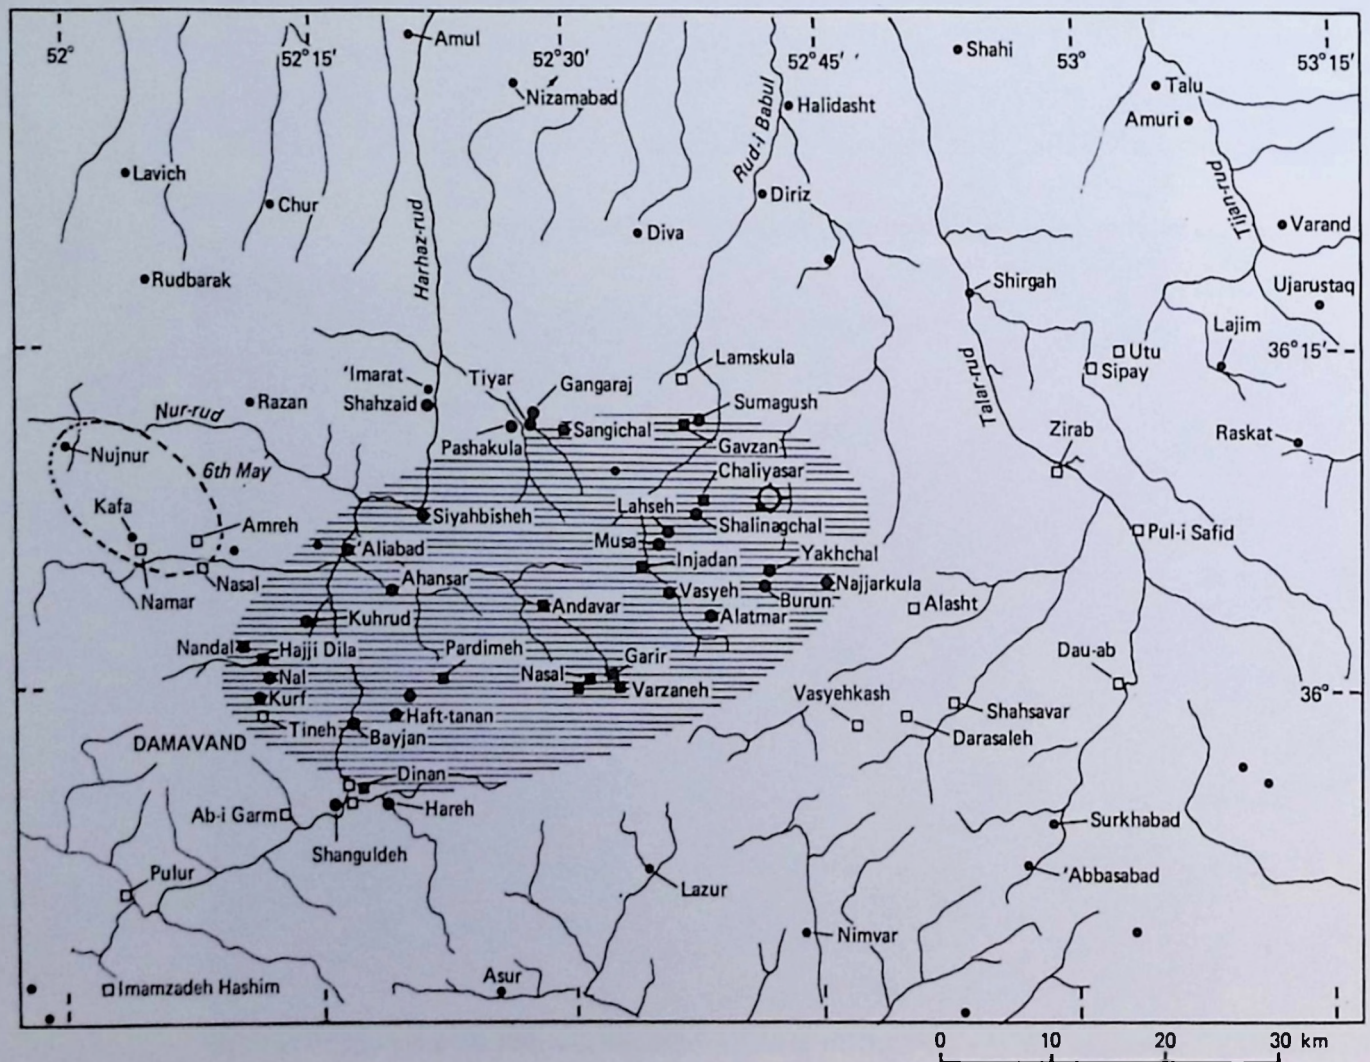 52°
52°15′
52°30′
52°45′
53°
53°15′
Amul
Shahi
Talu
Nizamabad
Halidasht
Amuri
Rud-i Babul
Lavich
Tijan-rud
Chur
Diriz
Harhaz-rud
Diva
Varand
Rudbarak
Shirgah
Ujarustaq
Lajim
Lamskula
Utu
36°15′
'Imarat
Tiyar
Gangaraj
Talar-rud
Sipay
Razan
Shahzaid
Sumagush
Nur-rud
Sangichal
Zirab
Raskat
Pashakula
Gavzan
Nujnur
6th May
Chaliyasar
Kafa
Lahseh
Amreh
Siyahbisheh
Shalinagchal
Pul-i Safid
Musa
'Aliabad
Injadan
Yakhchal
Nasal
Ahansar
Najjarkula
Namar
Vasyeh
Burun
Andavar
Alasht
Kuhrud
Alatmar
Nandal
Hajji Dila
Pardimeh
Garir
Dau-ab
Nal
Nasal
Varzaneh
Vasyehkash
36°
Kurf
Haft-tanan
Shahsavar
Tineh
Bayjan
Darasaleh
DAMAVAND
Dinan
Ab-i Garm
Hareh
Surkhabad
Shanguldeh
Pulur
Lazur
'Abbasabad
Nimvar
Asur
Imamzadeh Hashim
0 10 20 30 km